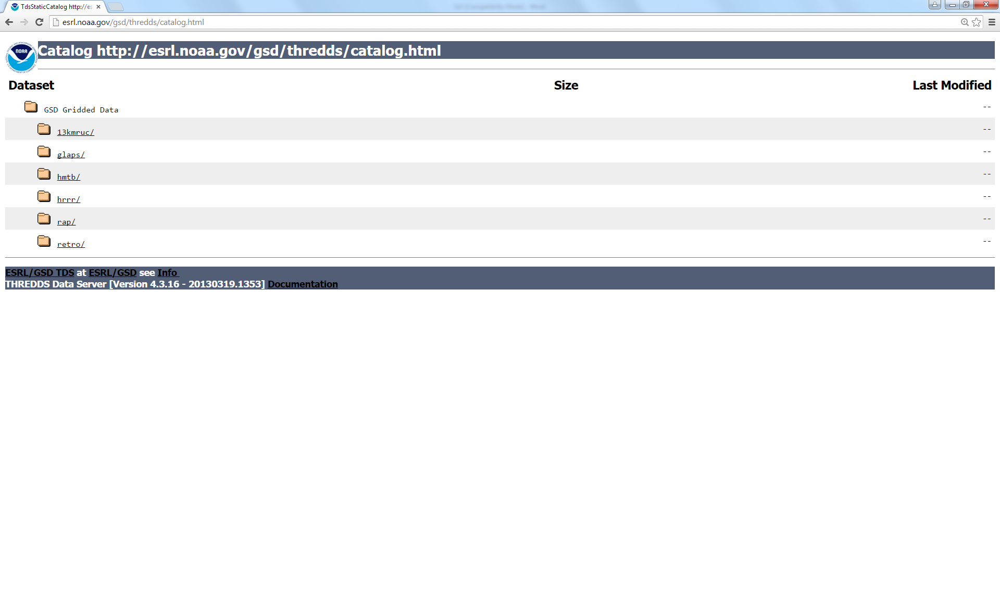 TdsStaticCatalog http://es
esrl.noaa.gov/gsd/thredds/catalog.html
NOAA
Catalog http://esrl.noaa.gov/gsd/thredds/catalog.html
Dataset Size Last Modified
GSD Gridded Data --
13kmruc/ --
glaps/ --
hmtb/ --
hrrr/ --
rap/ --
retro/ --
ESRL/GSD TDS at ESRL/GSD see Info
THREDDS Data Server [Version 4.3.16 - 20130319.1353] Documentation